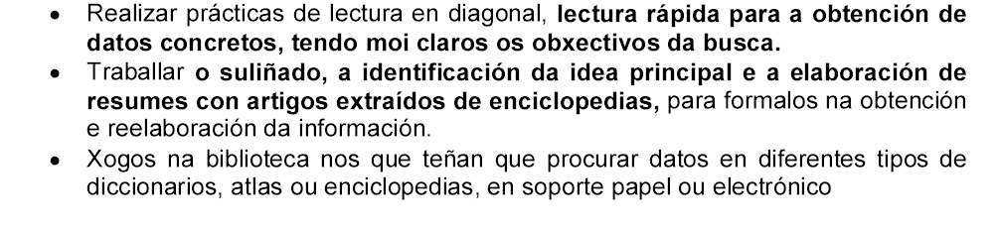 • Realizar prácticas de lectura en diagonal, lectura rápida para a obtención de
datos concretos, tendo moi claros os obxectivos da busca.
• Traballar o suliñado, a identificación da idea principal e a elaboración de
resumes con artigos extraídos de enciclopedias, para formalos na obtención
e reelaboración da información.
• Xogos na biblioteca nos que teñan que procurar datos en diferentes tipos de
diccionarios, atlas ou enciclopedias, en soporte papel ou electrónico